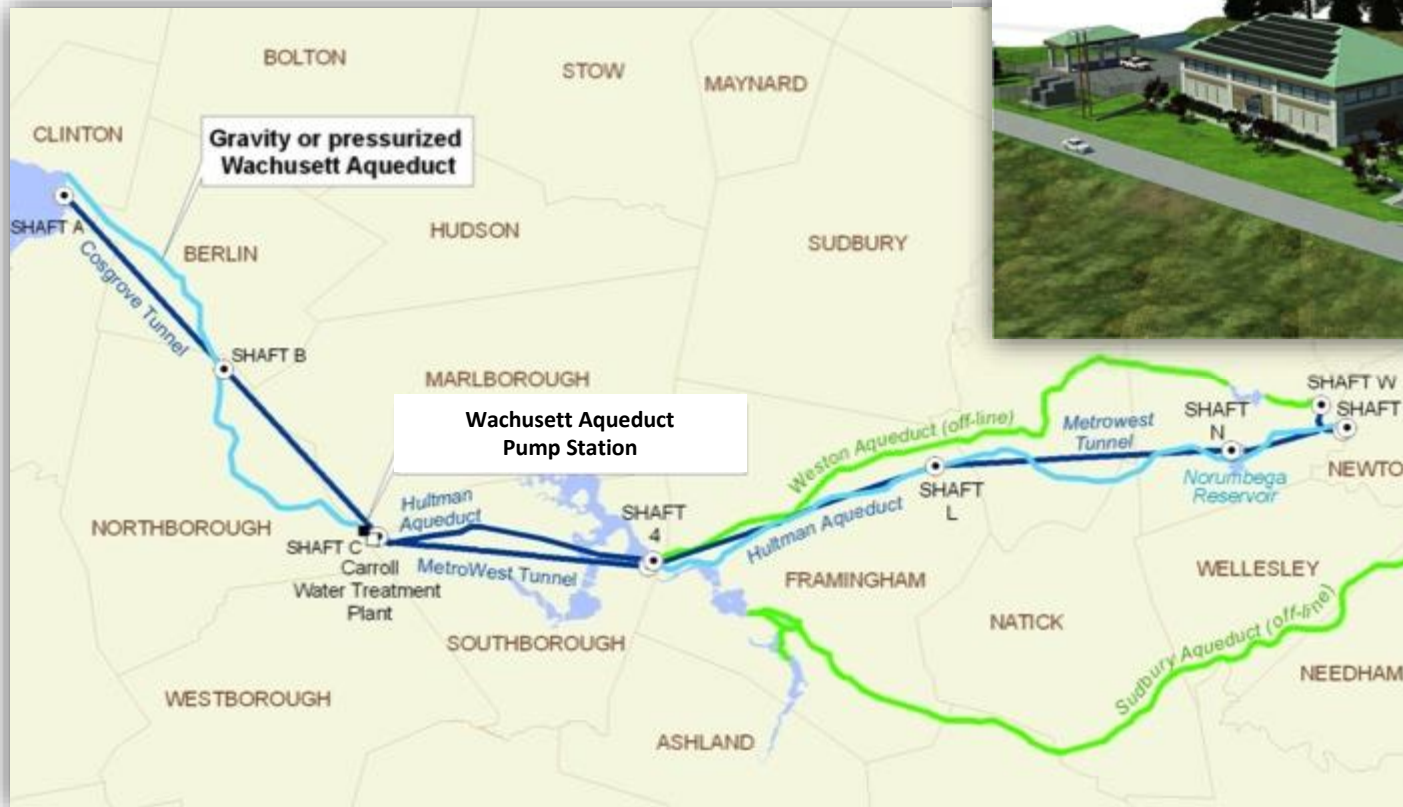 BOLTON
STOW
MAYNARD
CLINTON
Gravity or pressurized
Wachusett Aqueduct
SHAFT A
BERLIN
HUDSON
SUDBURY
Cosgrove Tunnel
SHAFT B
MARLBOROUGH
Wachusett Aqueduct
Pump Station
Weston Aqueduct (off-line)
Metrowest
Tunnel
SHAFT
N
SHAFT W
SHAFT
NEWTO
Norumbega
Reservoir
NORTHBOROUGH
Hultman
Aqueduct
SHAFT
4
SHAFT
L
Hultman Aqueduct
SHAFT C
Carroll
Water Treatment
Plant
MetroWest Tunnel
FRAMINGHAM
WELLESLEY
SOUTHBOROUGH
NATICK
Sudbury Aqueduct (off-line)
WESTBOROUGH
NEEDHAM
ASHLAND